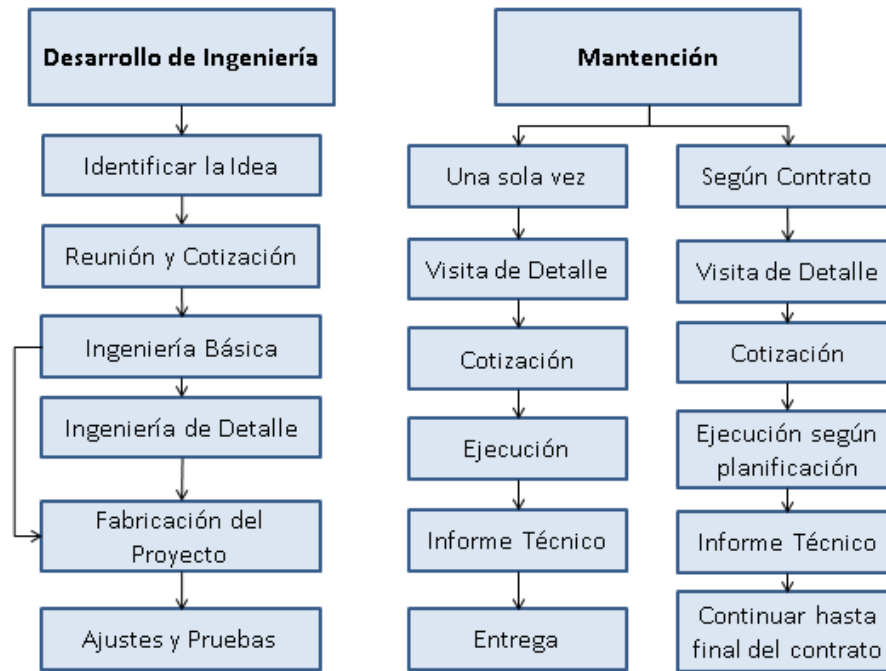 Desarrollo de Ingeniería
Identificar la Idea
Reunión y Cotización
Ingeniería Básica
Ingeniería de Detalle
Fabricación del
Proyecto
Ajustes y Pruebas
Mantención
Una sola vez
Visita de Detalle
Cotización
Ejecución
Informe Técnico
Entrega
Según Contrato
Visita de Detalle
Cotización
Ejecución según
planificación
Informe Técnico
Continuar hasta
final del contrato